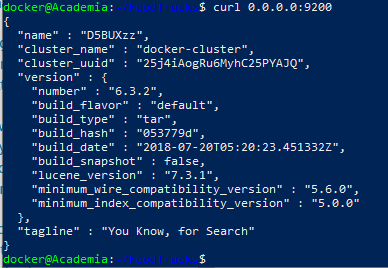 docker@Academia:~/FoodTrucks$ curl 0.0.0.0:9200
{
  "name" : "D5BUXzz",
  "cluster_name" : "docker-cluster",
  "cluster_uuid" : "25j4iAogRu6MyhC25PYAJQ",
  "version" : {
    "number" : "6.3.2",
    "build_flavor" : "default",
    "build_type" : "tar",
    "build_hash" : "053779d",
    "build_date" : "2018-07-20T05:20:23.451332Z",
    "build_snapshot" : false,
    "lucene_version" : "7.3.1",
    "minimum_wire_compatibility_version" : "5.6.0",
    "minimum_index_compatibility_version" : "5.0.0"
  },
  "tagline" : "You Know, for Search"
}
docker@Academia:~/FoodTrucks$